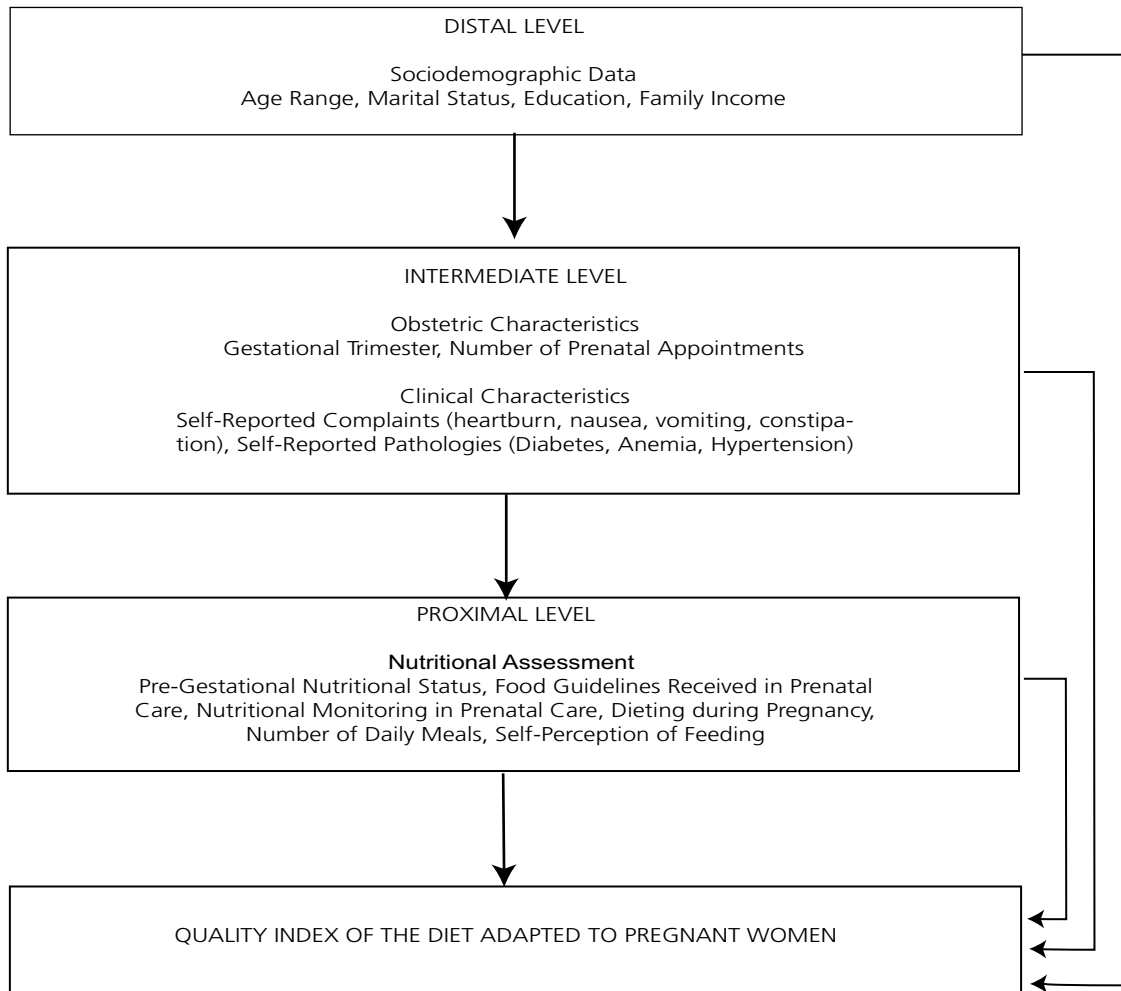 DISTAL LEVEL
Sociodemographic Data
Age Range, Marital Status, Education, Family Income
INTERMEDIATE LEVEL
Obstetric Characteristics
Gestational Trimester, Number of Prenatal Appointments
Clinical Characteristics
Self-Reported Complaints (heartburn, nausea, vomiting, constipa-
tion), Self-Reported Pathologies (Diabetes, Anemia, Hypertension)
PROXIMAL LEVEL
Nutritional Assessment
Pre-Gestational Nutritional Status, Food Guidelines Received in Prenatal
Care, Nutritional Monitoring in Prenatal Care, Dieting during Pregnancy,
Number of Daily Meals, Self-Perception of Feeding
QUALITY INDEX OF THE DIET ADAPTED TO PREGNANT WOMEN